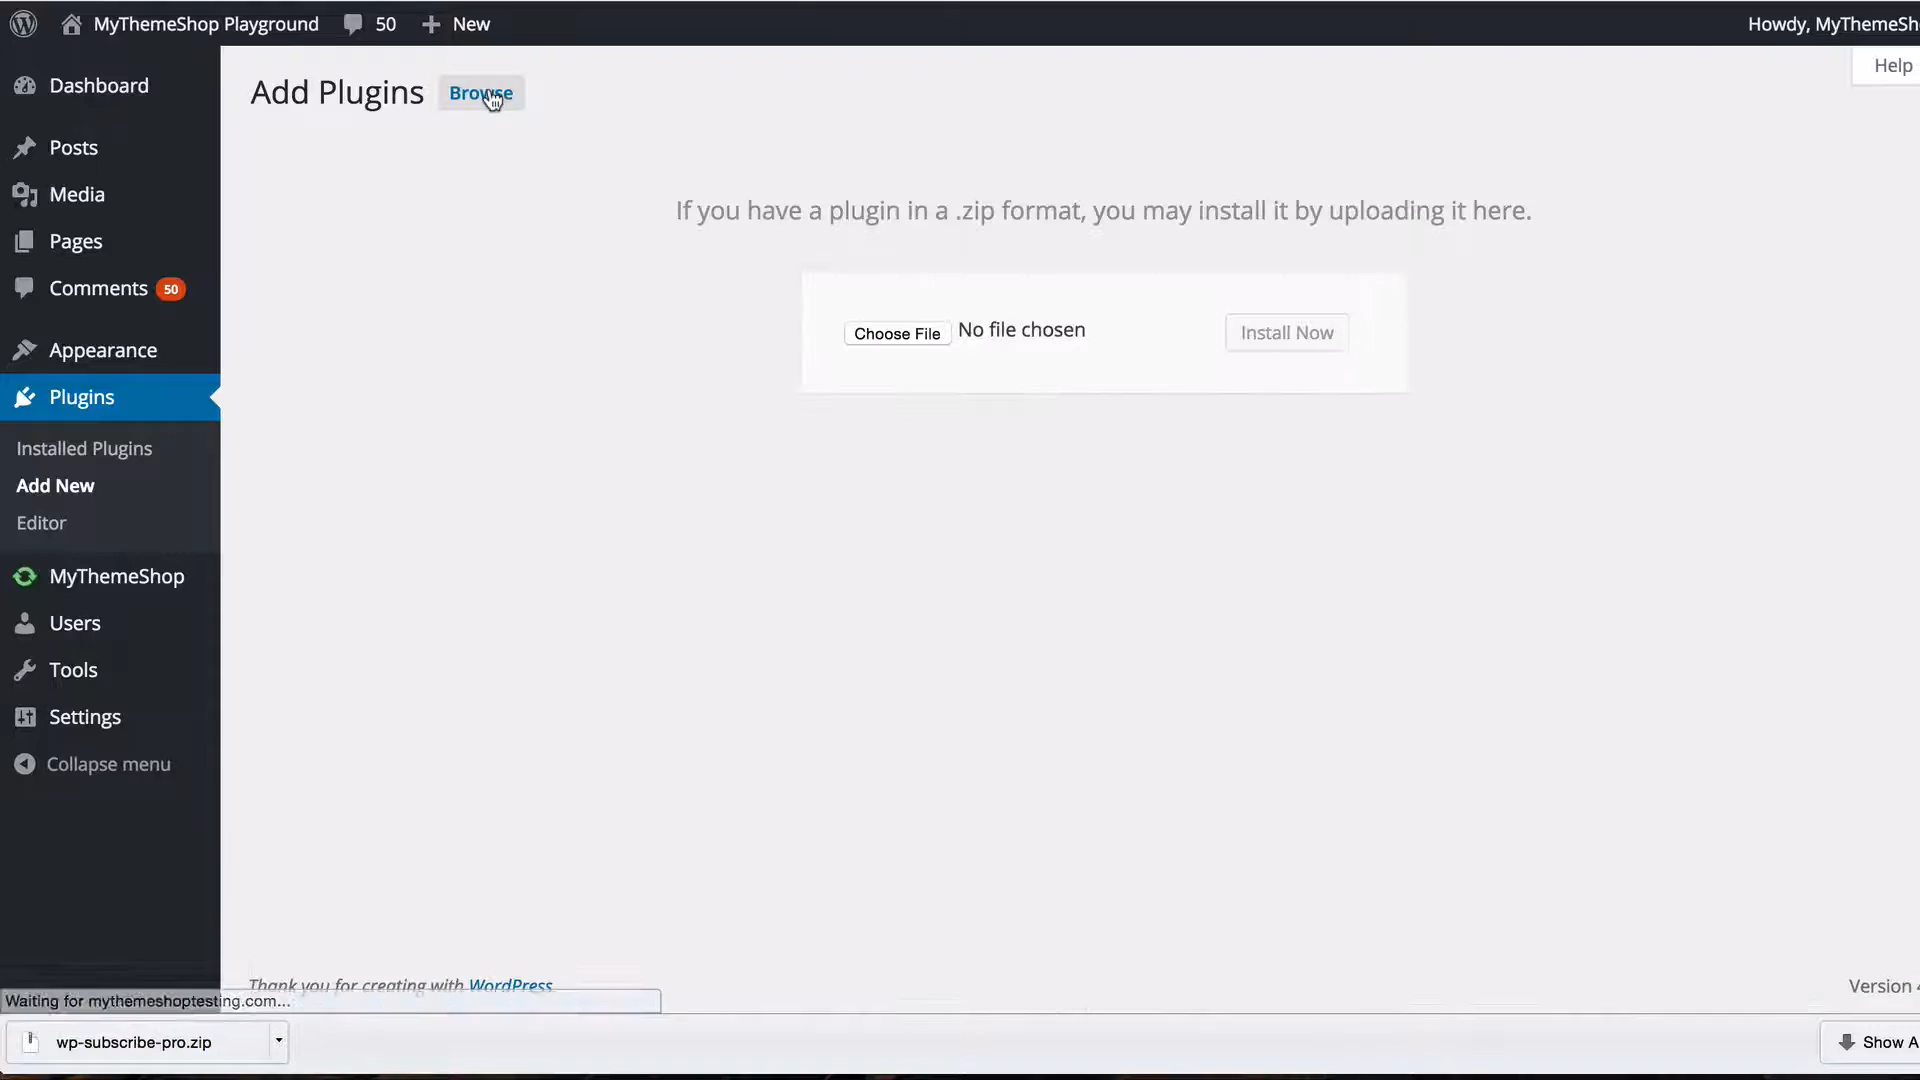 MyThemeShop Playground 50 New
Howdy, MyThemeSh
Help
Dashboard
Posts
Media
Pages
Comments 50
Appearance
Plugins
Installed Plugins
Add New
Editor
MyThemeShop
Users
Tools
Settings
Collapse menu
Add Plugins Browse
If you have a plugin in a .zip format, you may install it by uploading it here.
Choose File No file chosen Install Now
Thank you for creating with WordPress
Version 4
Waiting for mythemeshoptesting.com...
wp-subscribe-pro.zip
Show A